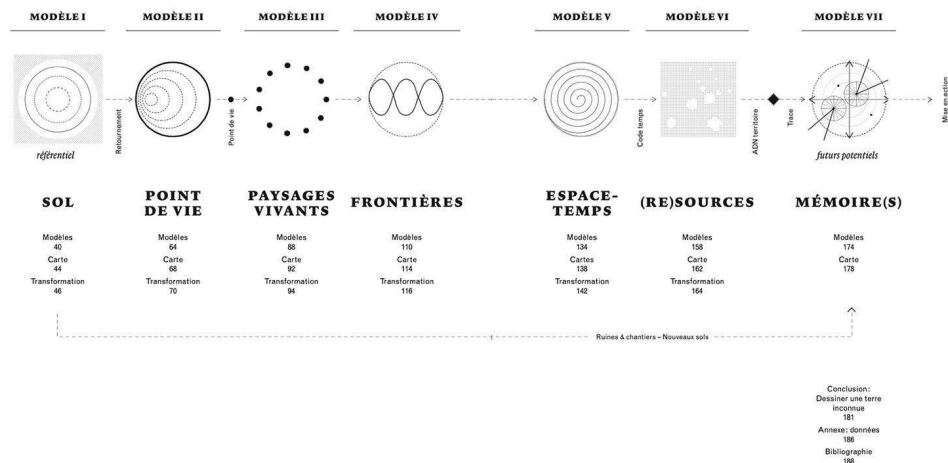 MODÈLE I
MODÈLE II
MODÈLE III
MODÈLE IV
MODÈLE V
MODÈLE VI
MODÈLE VII
Retournement
Point de vie
Code temps
ADN territoire
Trace
Mise en action
référentiel
futurs potentiels
SOL
Modèles
40
Carte
44
Transformation
46
POINT
DE VIE
Modèles
64
Carte
68
Transformation
70
PAYSAGES
VIVANTS
Modèles
88
Carte
92
Transformation
94
FRONTIÈRES
Modèles
110
Carte
114
Transformation
116
ESPACE-
TEMPS
Modèles
134
Cartes
138
Transformation
142
(RE)SOURCES
Modèles
158
Carte
162
Transformation
164
MÉMOIRE(S)
Modèles
174
Carte
178
Ruines & chantiers – Nouveaux sols
Conclusion :
Dessiner une terre
inconnue
181
Annexe : données
186
Bibliographie
188